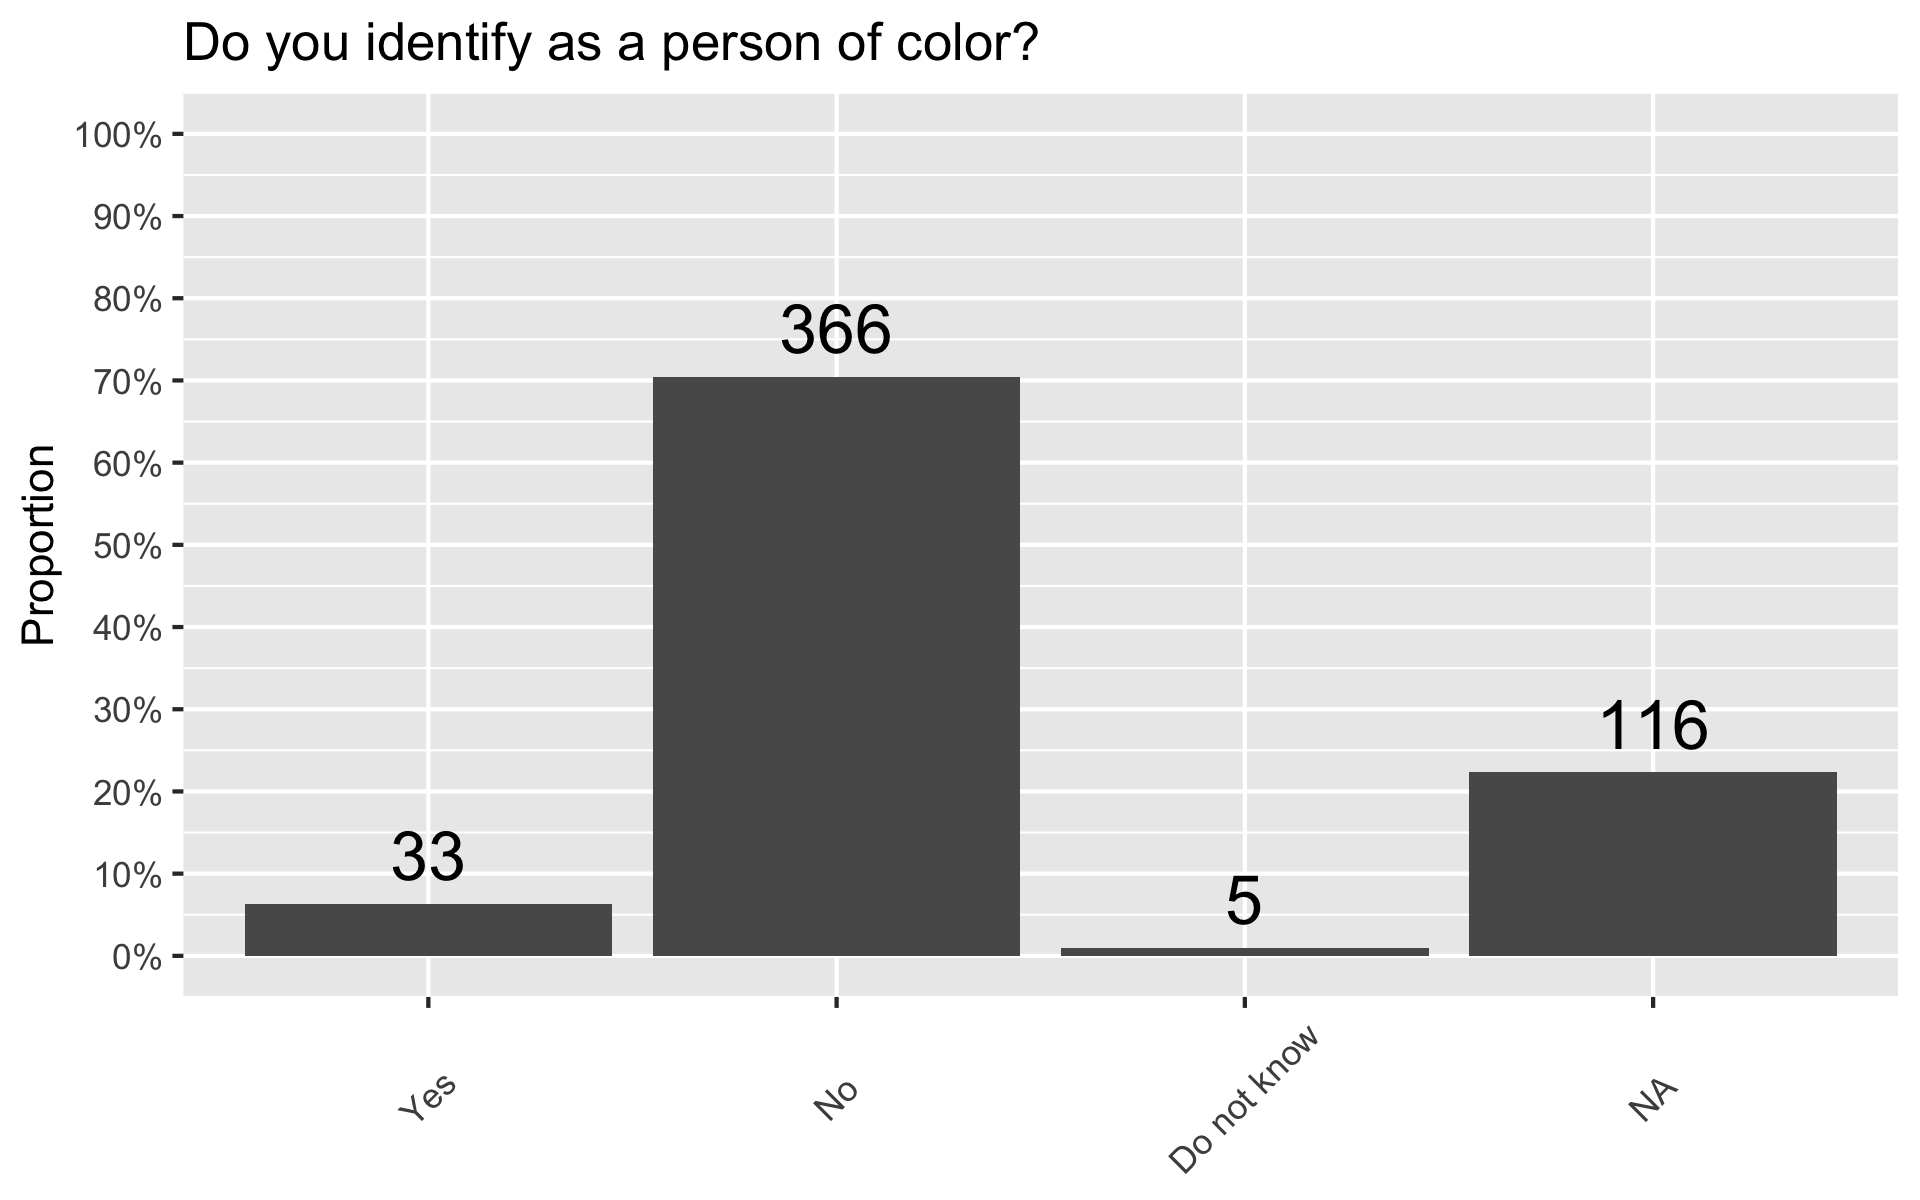 Do you identify as a person of color?
Proportion
100%
90%
80%
70%
60%
50%
40%
30%
20%
10%
0%
33
366
5
116
Yes
No
Do not know
NA